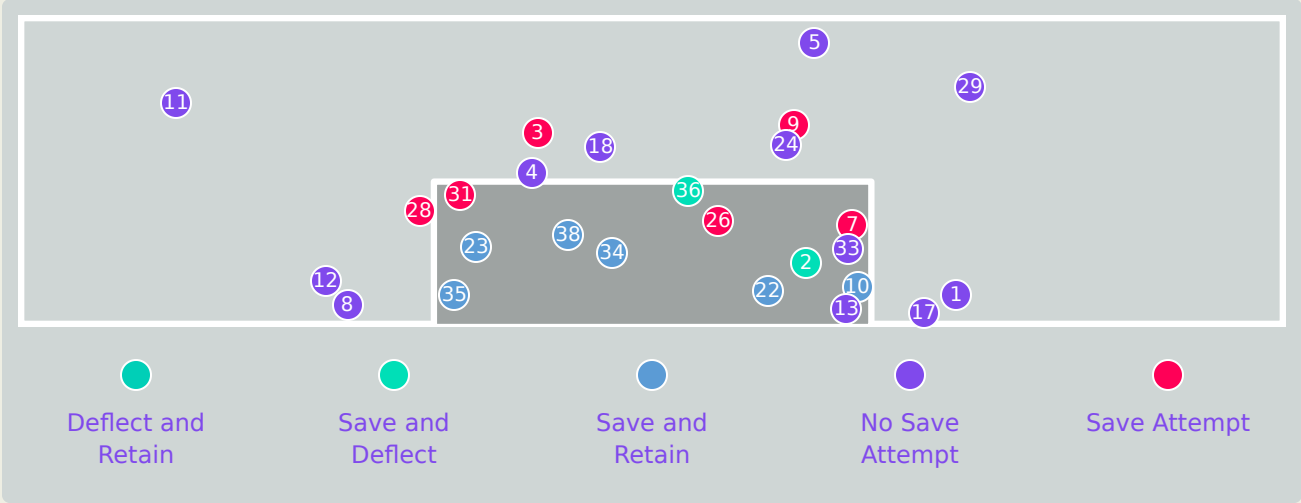 5
29
11
9
3
24
18
4
36
31
28
26
7
38
23
33
34
2
12
10
22
35
1
8
13
17
Deflect and
Retain
Save and
Deflect
Save and
Retain
No Save
Attempt
Save Attempt